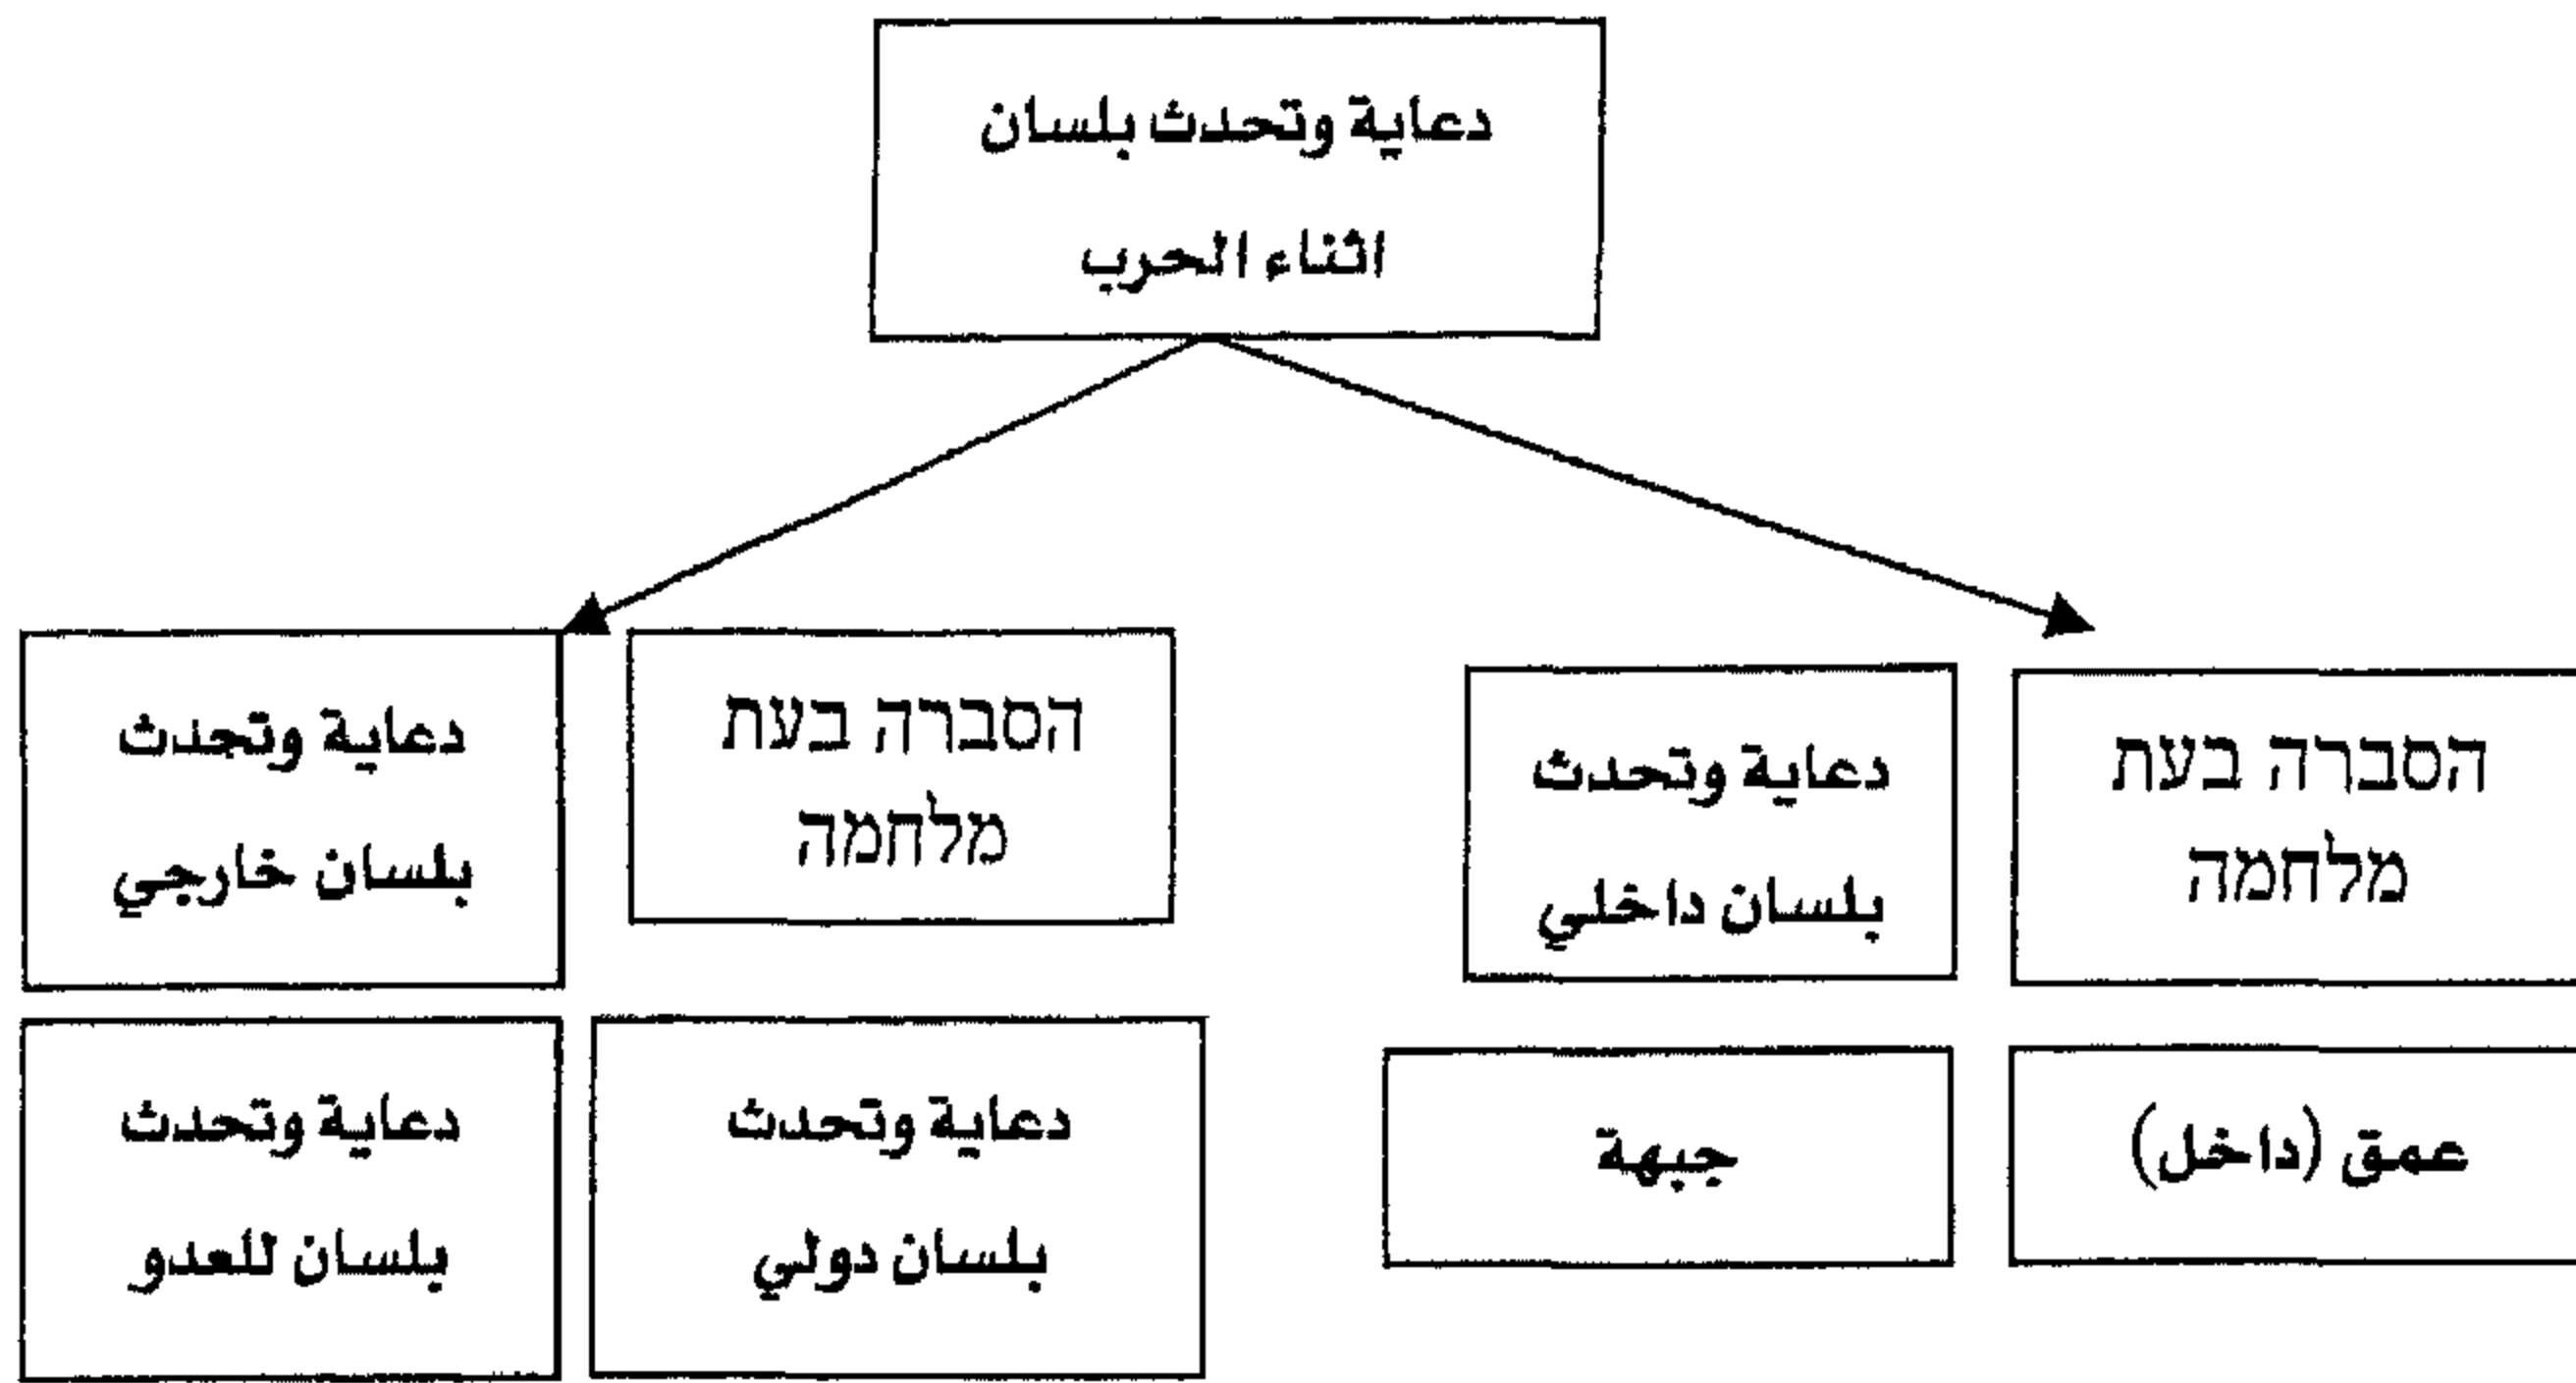 دعاية وتحدث بلسان
اثناء الحرب
הסברה בעת
מלחמה
دعاية وتحدث
بلسان داخلي
הסברה בעת
מלחמה
دعاية وتجدث
بلسان خارجي
عمق (داخل)
جبهة
دعاية وتحدث
بلسان دولي
دعاية وتحدث
بلسان للعدو